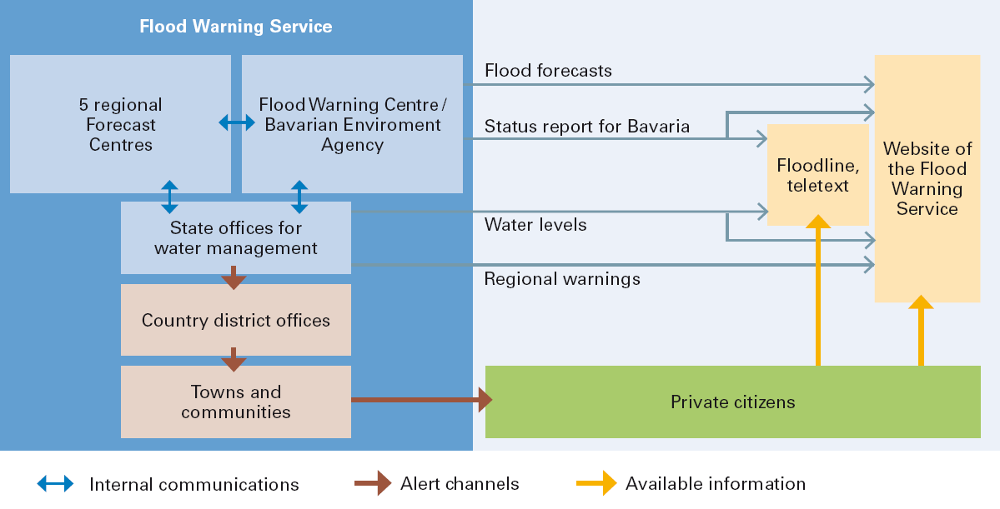 Flood Warning Service
5 regional
Forecast
Centres
Flood Warning Centre /
Bavarian Enviroment
Agency
State offices for
water management
Country district offices
Towns and
communities
Flood forecasts
Status report for Bavaria
Water levels
Regional warnings
Floodline,
teletext
Website of
the Flood
Warning
Service
Private citizens
Internal communications
Alert channels
Available information